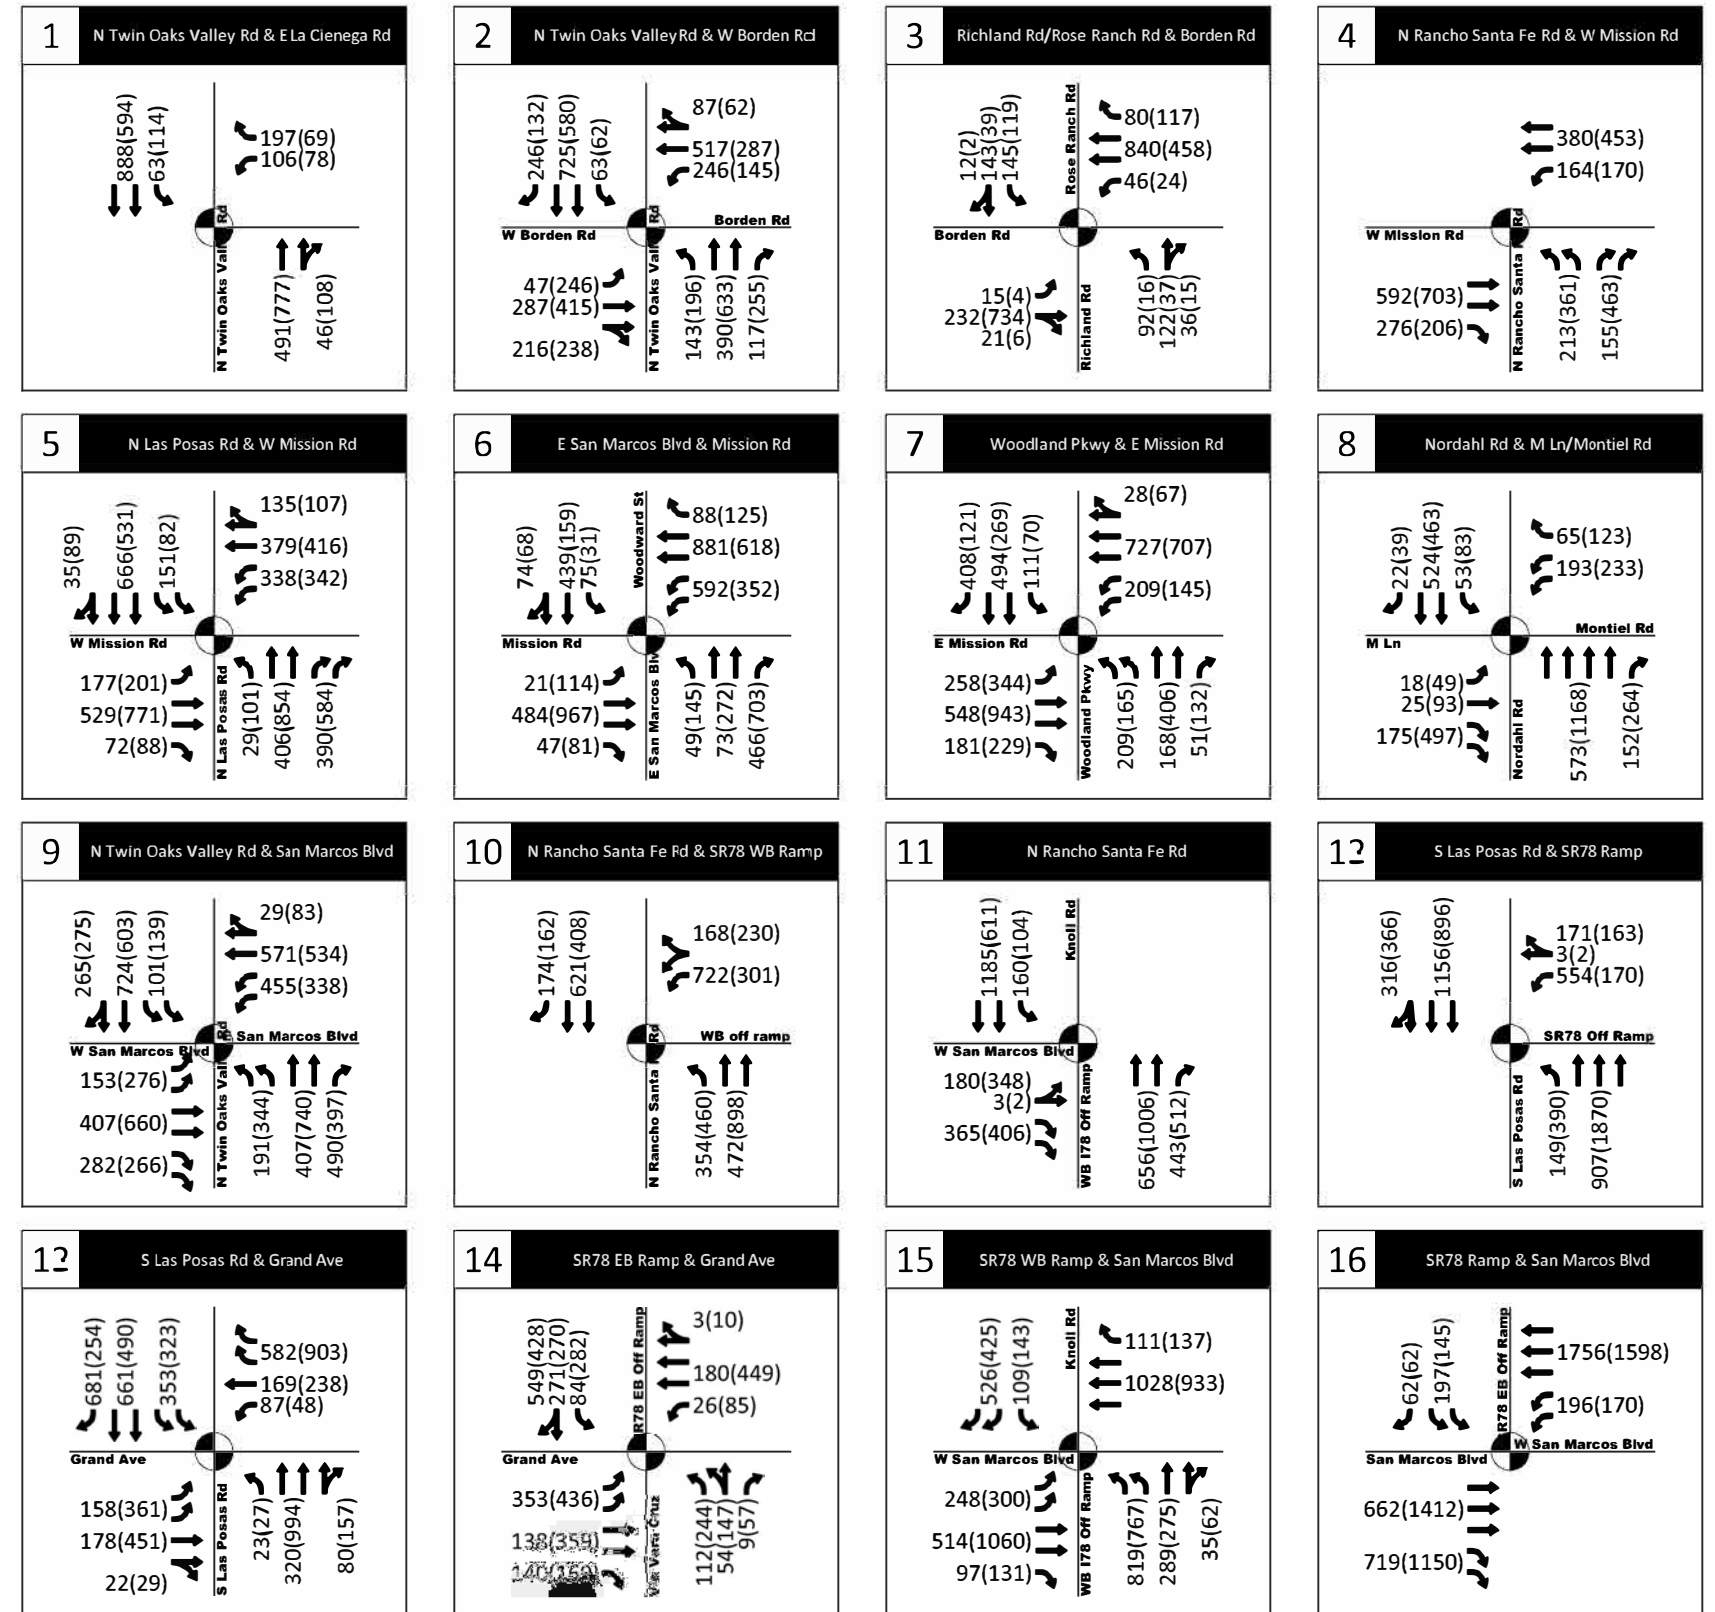 1 N Twin Oaks Valley Rd & E La Cienega Rd
888(594)
63(114)
197(69)
106(78)
N Twin Oaks Val Rd
491(777)
46(108)
2 N Twin Oaks Valley Rd & W Borden Rd
246(132)
725(580)
63(62)
87(62)
517(287)
246(145)
Borden Rd
W Borden Rd
47(246)
287(415)
216(238)
N Twin Oaks Val Rd
143(196)
390(633)
117(255)
3 Richland Rd/Rose Ranch Rd & Borden Rd
12(2)
143(39)
145(119)
Rose Ranch Rd
80(117)
840(458)
46(24)
Borden Rd
15(4)
232(734)
21(6)
Richland Rd
92(16)
122(37)
36(15)
4 N Rancho Santa Fe Rd & W Mission Rd
380(453)
164(170)
W Mission Rd
592(703)
276(206)
N Rancho Santa Rd
213(361)
155(463)
5 N Las Posas Rd & W Mission Rd
35(89)
666(531)
151(82)
135(107)
379(416)
338(342)
W Mission Rd
177(201)
529(771)
72(88)
N Las Posas Rd
29(101)
406(854)
390(584)
6 E San Marcos Blvd & Mission Rd
74(68)
439(159)
75(31)
Woodward St
88(125)
881(618)
592(352)
Mission Rd
21(114)
484(967)
47(81)
E San Marcos Blv
49(145)
73(272)
466(703)
7 Woodland Pkwy & E Mission Rd
408(121)
494(269)
111(70)
28(67)
727(707)
209(145)
E Mission Rd
258(344)
548(943)
181(229)
Woodland Pkwy
209(165)
168(406)
51(132)
8 Nordahl Rd & M Ln/Montiel Rd
22(39)
524(463)
53(83)
65(123)
193(233)
Montiel Rd
M Ln
18(49)
25(93)
175(497)
Nordahl Rd
573(1168)
152(264)
9 N Twin Oaks Valley Rd & San Marcos Blvd
265(275)
724(603)
101(139)
29(83)
571(534)
455(338)
San Marcos Blvd
W San Marcos Blvd
153(276)
407(660)
282(266)
N Twin Oaks Val Rd
191(344)
407(740)
490(397)
10 N Rancho Santa Fe Rd & SR78 WB Ramp
174(162)
621(408)
168(230)
722(301)
WB off ramp
N Rancho Santa Rd
354(460)
472(898)
11 N Rancho Santa Fe Rd
1185(611)
160(104)
Knoll Rd
W San Marcos Blvd
180(348)
3(2)
365(406)
WB I78 Off Ramp
656(1006)
443(512)
12 S Las Posas Rd & SR78 Ramp
316(366)
1156(896)
171(163)
3(2)
554(170)
SR78 Off Ramp
S Las Posas Rd
149(390)
907(1870)
S Las Posas Rd & Grand Ave
681(254)
661(490)
353(323)
582(903)
169(238)
87(48)
Grand Ave
158(361)
178(451)
22(29)
S Las Posas Rd
23(27)
320(994)
80(157)
14 SR78 EB Ramp & Grand Ave
549(428)
271(270)
84(282)
R78 EB Off Ramp
3(10)
180(449)
26(85)
Grand Ave
353(436)
138(359)
Vera Cruz
112(244)
54(147)
9(57)
15 SR78 WB Ramp & San Marcos Blvd
526(425)
109(143)
Knoll Rd
111(137)
1028(933)
W San Marcos Blvd
248(300)
514(1060)
97(131)
WB I78 Off Ramp
819(767)
289(275)
35(62)
16 SR78 Ramp & San Marcos Blvd
62(62)
197(145)
R78 EB Off Ramp
1756(1598)
196(170)
W San Marcos Blvd
San Marcos Blvd
662(1412)
719(1150)